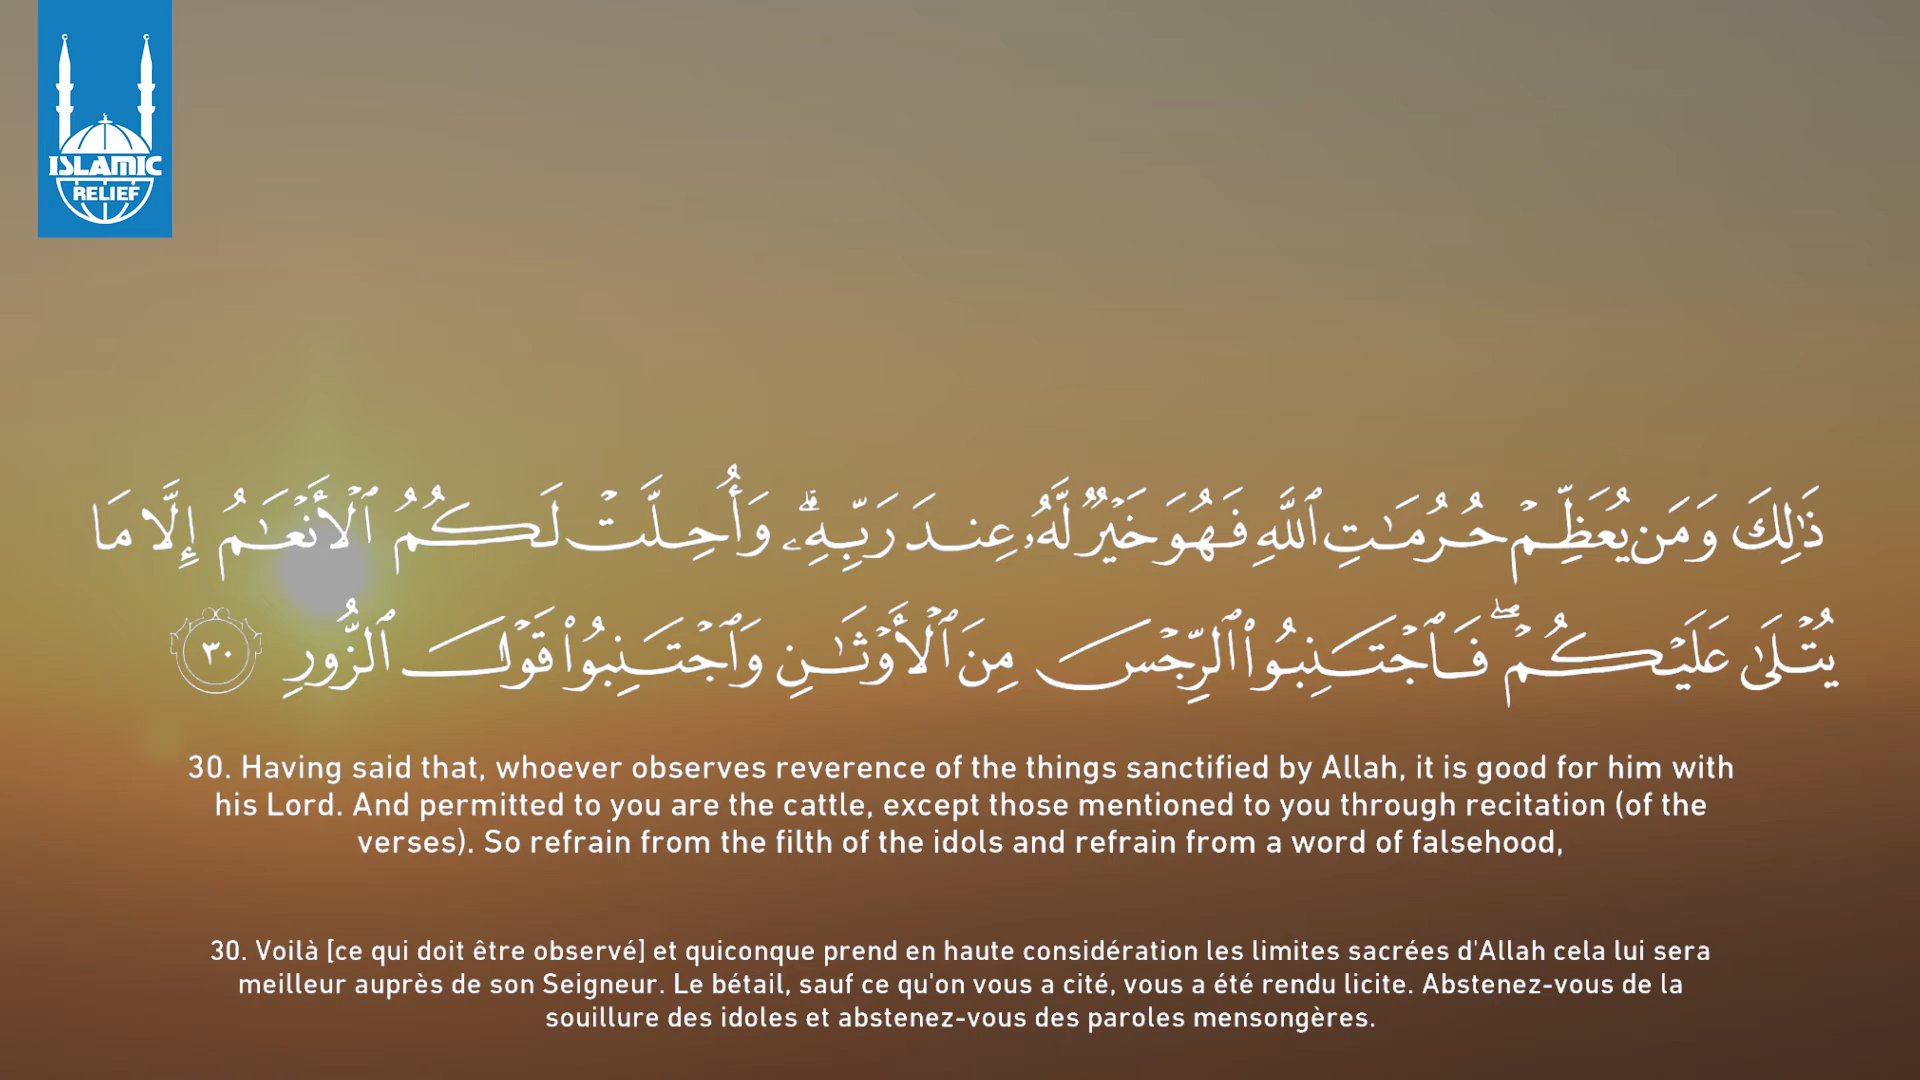 ISLAMIC
RELIEF
ذَٰلِكَ وَمَن يُعَظِّمْ حُرُمَـٰتِ ٱللَّهِ فَهُوَ خَيْرٌ لَّهُۥ عِندَ رَبِّهِۦ ۗ وَأُحِلَّتْ لَكُمُ ٱلْأَنْعَـٰمُ إِلَّا مَا
يُتْلَىٰ عَلَيْكُمْ ۖ فَٱجْتَنِبُوا۟ ٱلرِّجْسَ مِنَ ٱلْأَوْثَـٰنِ وَٱجْتَنِبُوا۟ قَوْلَ ٱلزُّورِ ٣٠
30. Having said that, whoever observes reverence of the things sanctified by Allah, it is good for him with
his Lord. And permitted to you are the cattle, except those mentioned to you through recitation (of the
verses). So refrain from the filth of the idols and refrain from a word of falsehood,
30. Voilà [ce qui doit être observé] et quiconque prend en haute considération les limites sacrées d'Allah cela lui sera
meilleur auprès de son Seigneur. Le bétail, sauf ce qu'on vous a cité, vous a été rendu licite. Abstenez-vous de la
souillure des idoles et abstenez-vous des paroles mensongères.